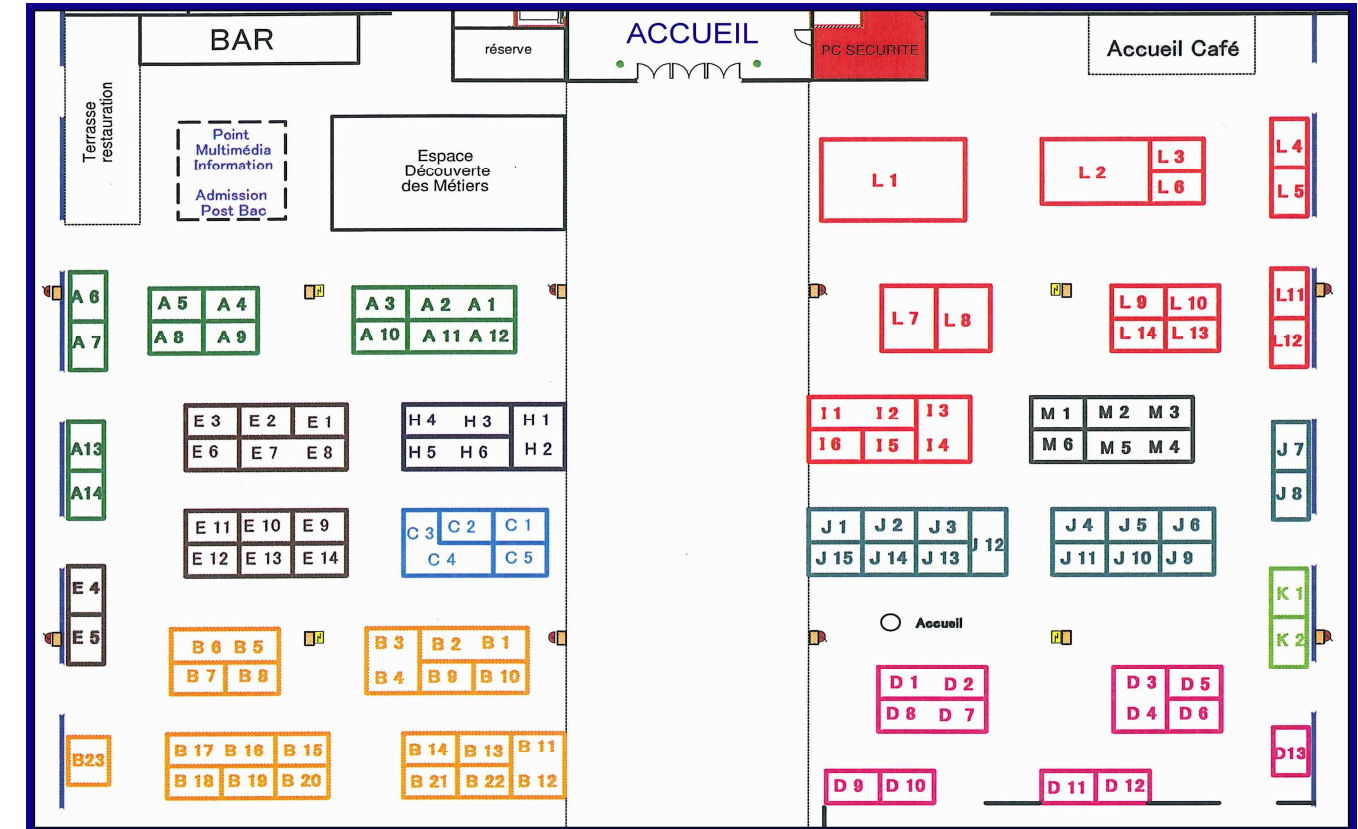 BAR
réserve
ACCUEIL
PC SECURITE
Accueil Café
Terrasse
restauration
Point
Multimédia
Information
Admission
Post Bac
Espace
Découverte
des Métiers
L 1
L 2
L 3
L 6
L 4
L 5
A 6
A 7
A 5
A 4
A 8
A 9
A 3
A 2
A 1
A 10
A 11
A 12
L 7
L 8
L 9
L 10
L 14
L 13
L11
L12
E 3
E 2
E 1
E 6
E 7
E 8
H 4
H 3
H 1
H 5
H 6
H 2
I 1
I 2
I 3
I 6
I 5
I 4
M 1
M 2
M 3
M 6
M 5
M 4
A13
A14
J 7
J 8
E 11
E 10
E 9
E 12
E 13
E 14
C 3
C 2
C 1
C 4
C 5
J 1
J 2
J 3
J 12
J 15
J 14
J 13
J 4
J 5
J 6
J 11
J 10
J 9
E 4
E 5
K 1
K 2
Accueil
B 6
B 5
B 7
B 8
B 3
B 2
B 1
B 4
B 9
B 10
D 1
D 2
D 8
D 7
D 3
D 5
D 4
D 6
B23
B 17
B 16
B 15
B 18
B 19
B 20
B 14
B 13
B 11
B 21
B 22
B 12
D13
D 9
D 10
D 11
D 12